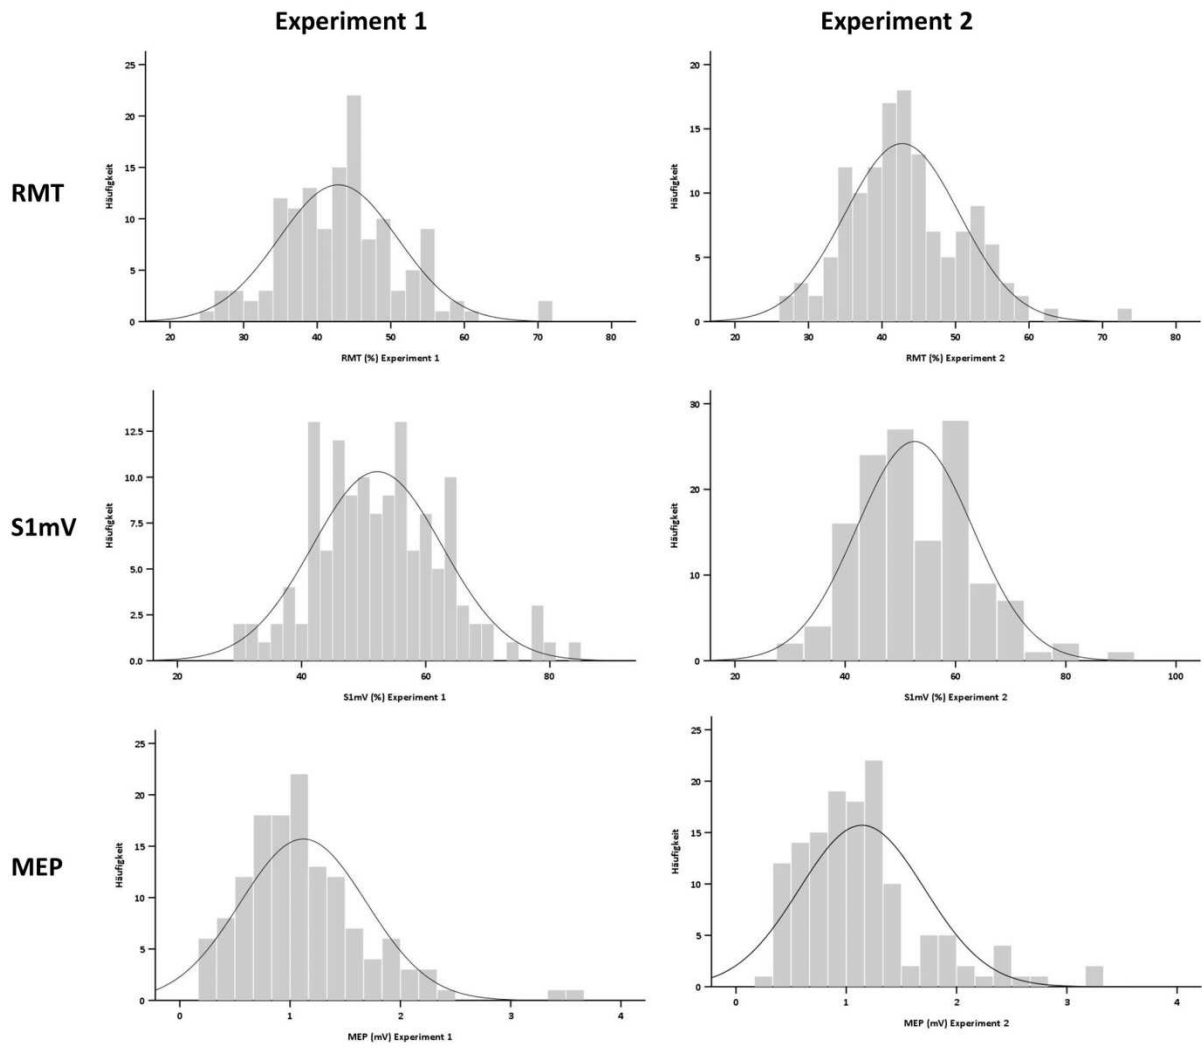 Experiment 1 Experiment 2
RMT
Häufigkeit
25
20
15
10
5
0
20 30 40 50 60 70 80
RMT (%) Experiment 1
Häufigkeit
20
15
10
5
0
20 30 40 50 60 70 80
RMT (%) Experiment 2
S1mV
Häufigkeit
12.5
10.0
7.5
5.0
2.5
0.0
20 40 60 80
S1mV (%) Experiment 1
Häufigkeit
30
20
10
0
20 40 60 80 100
S1mV (%) Experiment 2
MEP
Häufigkeit
25
20
15
10
5
0
0 1 2 3 4
MEP (mV) Experiment 1
Häufigkeit
25
20
15
10
5
0
0 1 2 3 4
MEP (mV) Experiment 2